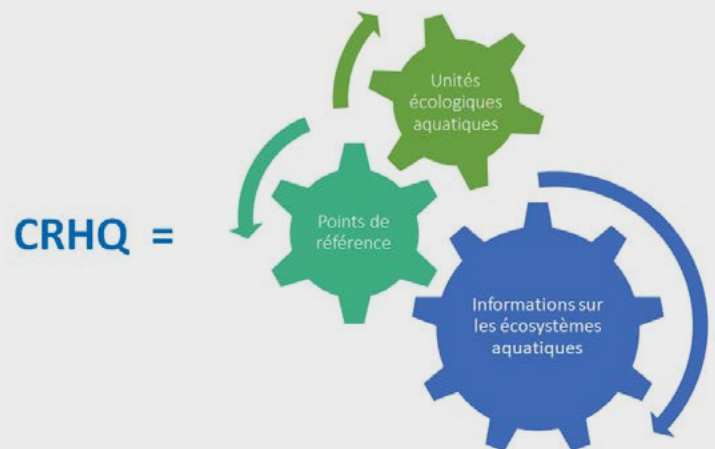 Unités
écologiques
aquatiques
CRHQ =
Points de
référence
Informations sur
les écosystèmes
aquatiques